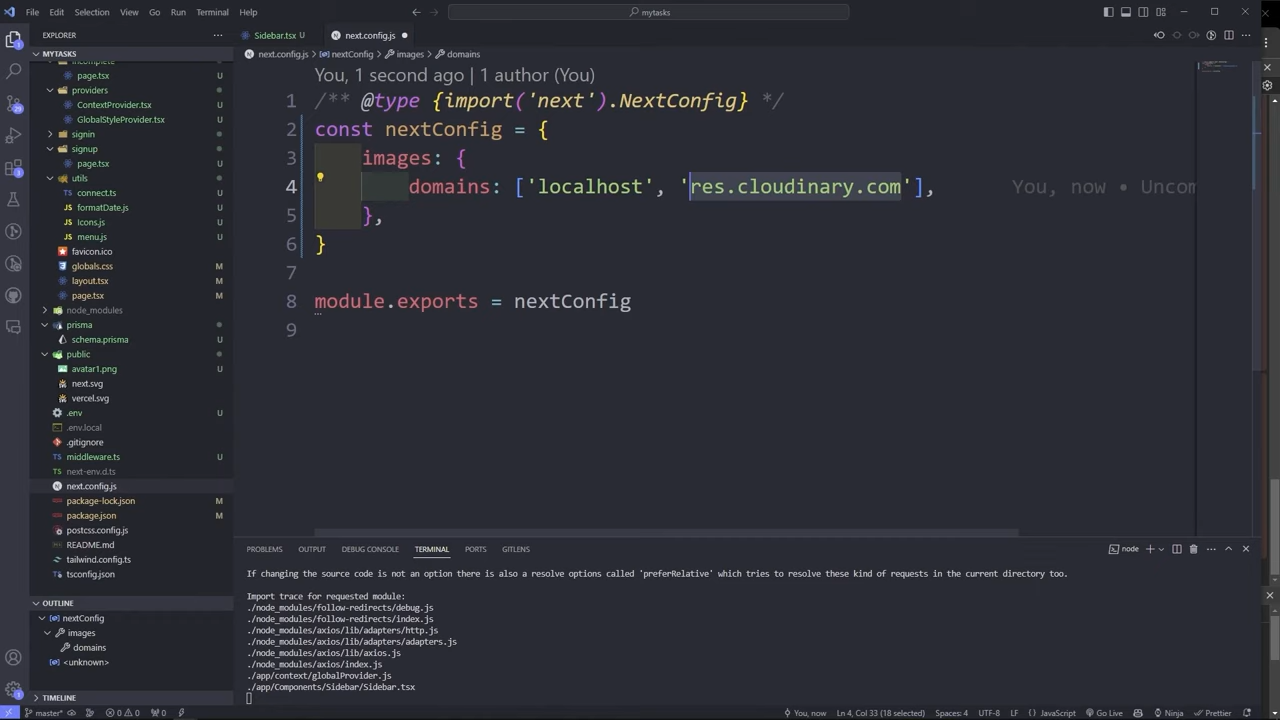 File Edit Selection View Go Run Terminal Help
mytasks
EXPLORER
MYTASKS
incomplete
page.tsx
providers
ContextProvider.tsx
GlobalStyleProvider.tsx U
signin
signup
page.tsx U
utils
connect.ts U
formatDate.js U
Icons.js U
menu.js U
favicon.ico
globals.css M
layout.tsx M
page.tsx M
node_modules
prisma
schema.prisma
public
avatar1.png U
next.svg
vercel.svg
.env U
.env.local
.gitignore
middleware.ts U
next-env.d.ts
next.config.js
package-lock.json M
package.json M
postcss.config.js
README.md
tailwind.config.ts
tsconfig.json
OUTLINE
nextConfig
images
domains
<unknown>
TIMELINE
Sidebar.tsx U
next.config.js
next.config.js > nextConfig > images > domains
You, 1 second ago | 1 author (You)
1 /** @type {import('next').NextConfig} */
2 const nextConfig = {
3 images: {
4 domains: ['localhost', 'res.cloudinary.com'], You, now • Uncom
5 },
6 }
7
8 module.exports = nextConfig
9
PROBLEMS OUTPUT DEBUG CONSOLE TERMINAL PORTS GITLENS
node
If changing the source code is not an option there is also a resolve options called 'preferRelative' which tries to resolve these kind of requests in the current directory too.
Import trace for requested module:
./node_modules/follow-redirects/debug.js
./node_modules/follow-redirects/index.js
./node_modules/axios/lib/adapters/http.js
./node_modules/axios/lib/adapters/adapters.js
./node_modules/axios/lib/axios.js
./node_modules/axios/index.js
./app/context/globalProvider.js
./app/Components/Sidebar/Sidebar.tsx
master* 0 0 0 You, now Ln 4, Col 33 (18 selected) Spaces: 4 UTF-8 LF JavaScript Go Live Ninja Prettier